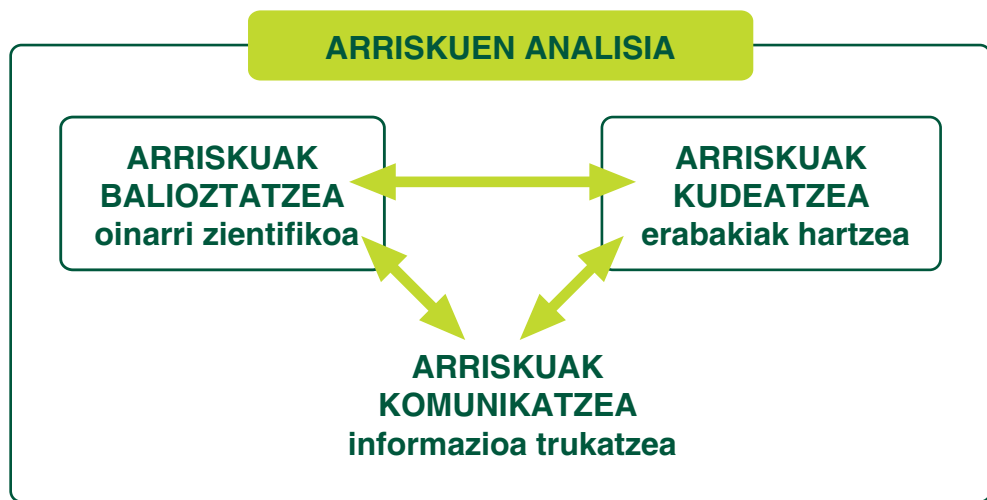 ARRISKUEN ANALISIA
ARRISKUAK
BALIOZTATZEA
oinarri zientifikoa
ARRISKUAK
KUDEATZEA
erabakiak hartzea
ARRISKUAK
KOMUNIKATZEA
informazioa trukatzea